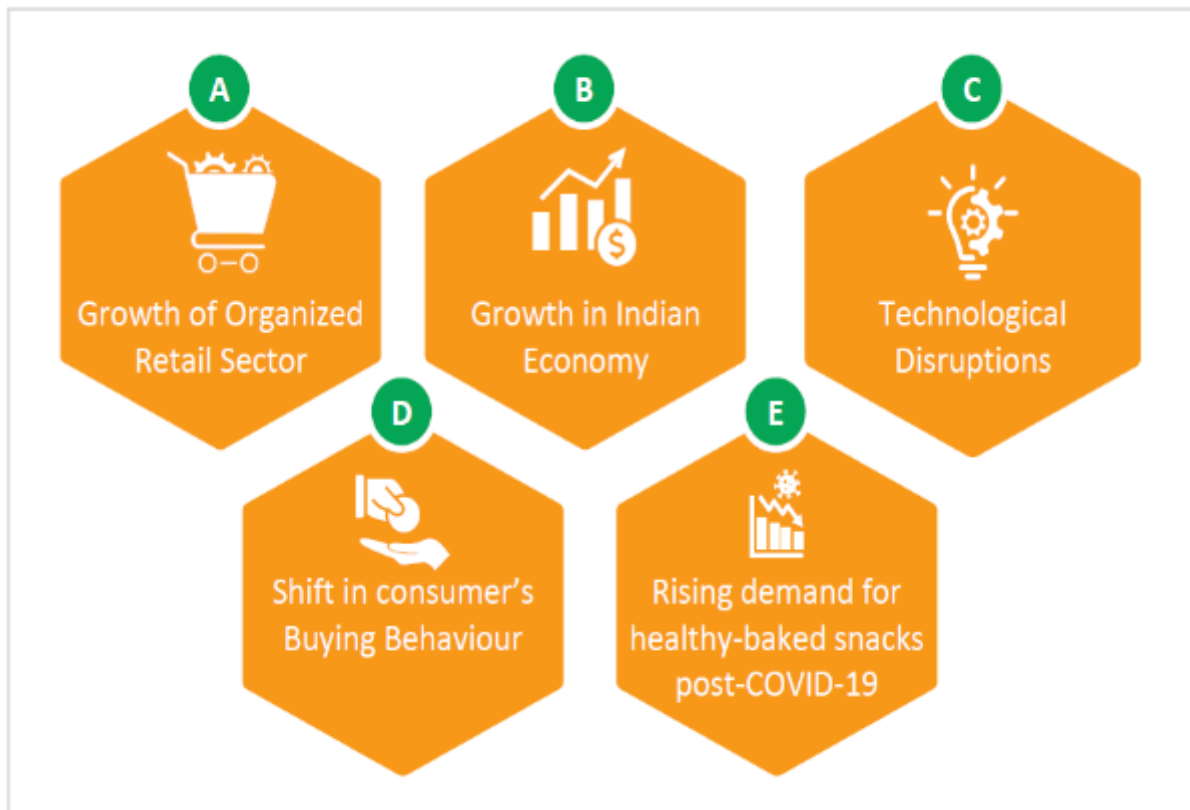 A
Growth of Organized
Retail Sector
B
$
Growth in Indian
Economy
C
Technological
Disruptions
D
Shift in consumer’s
Buying Behaviour
E
Rising demand for
healthy-baked snacks
post-COVID-19